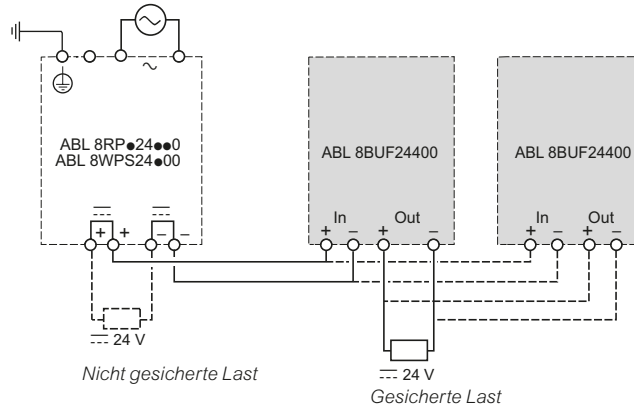 ~
ABL 8RP●24●●0
ABL 8WPS24●00
+ + – –
24 V
Nicht gesicherte Last
ABL 8BUF24400
In Out
+ – + –
24 V
Gesicherte Last
ABL 8BUF24400
In Out
+ – + –